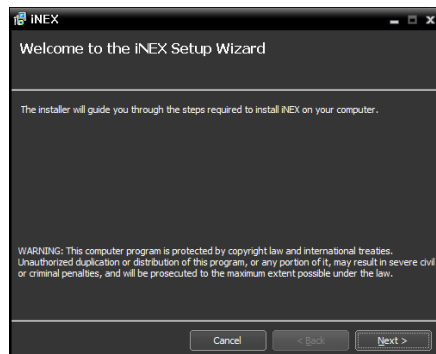 iNEX
Welcome to the iNEX Setup Wizard
The installer will guide you through the steps required to install iNEX on your computer.
WARNING: This computer program is protected by copyright law and international treaties.
Unauthorized duplication or distribution of this program, or any portion of it, may result in severe civil
or criminal penalties, and will be prosecuted to the maximum extent possible under the law.
Cancel < Back Next >